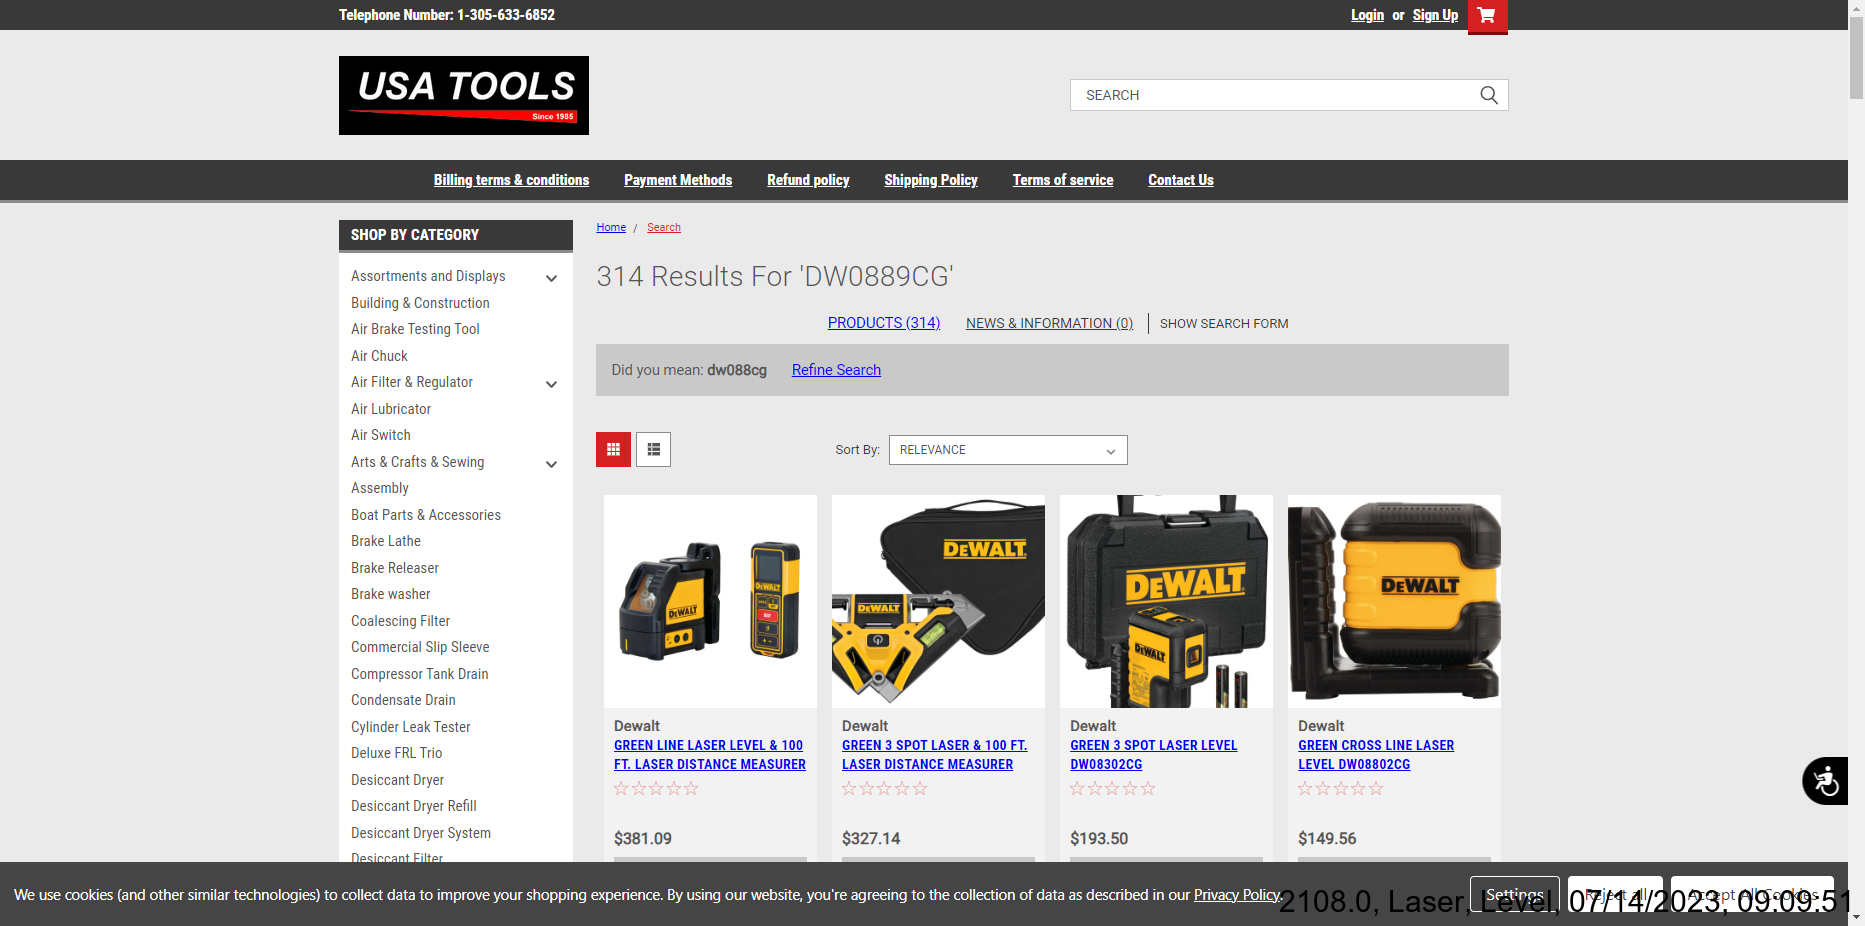 Telephone Number: 1-305-633-6852
Login or Sign Up
USA TOOLS
Since 1985
SEARCH
Billing terms & conditions Payment Methods Refund policy Shipping Policy Terms of service Contact Us
SHOP BY CATEGORY
Assortments and Displays
Building & Construction
Air Brake Testing Tool
Air Chuck
Air Filter & Regulator
Air Lubricator
Air Switch
Arts & Crafts & Sewing
Assembly
Boat Parts & Accessories
Brake Lathe
Brake Releaser
Brake washer
Coalescing Filter
Commercial Slip Sleeve
Compressor Tank Drain
Condensate Drain
Cylinder Leak Tester
Deluxe FRL Trio
Desiccant Dryer
Desiccant Dryer Refill
Desiccant Dryer System
Desiccant Filter
Home / Search
314 Results For 'DW0889CG'
PRODUCTS (314) NEWS & INFORMATION (0) SHOW SEARCH FORM
Did you mean: dw088cg Refine Search
Sort By: RELEVANCE
DEWALT
DEWALT
Dewalt
GREEN LINE LASER LEVEL & 100
FT. LASER DISTANCE MEASURER
$381.09
DEWALT
DEWALT
Dewalt
GREEN 3 SPOT LASER & 100 FT.
LASER DISTANCE MEASURER
$327.14
DEWALT
DEWALT
Dewalt
GREEN 3 SPOT LASER LEVEL
DW08302CG
$193.50
DEWALT
Dewalt
GREEN CROSS LINE LASER
LEVEL DW08802CG
$149.56
We use cookies (and other similar technologies) to collect data to improve your shopping experience. By using our website, you're agreeing to the collection of data as described in our Privacy Policy.
Settings Reject all Accept All Cookies
2108.0, Laser, Level, 07/14/2023, 09:09:51